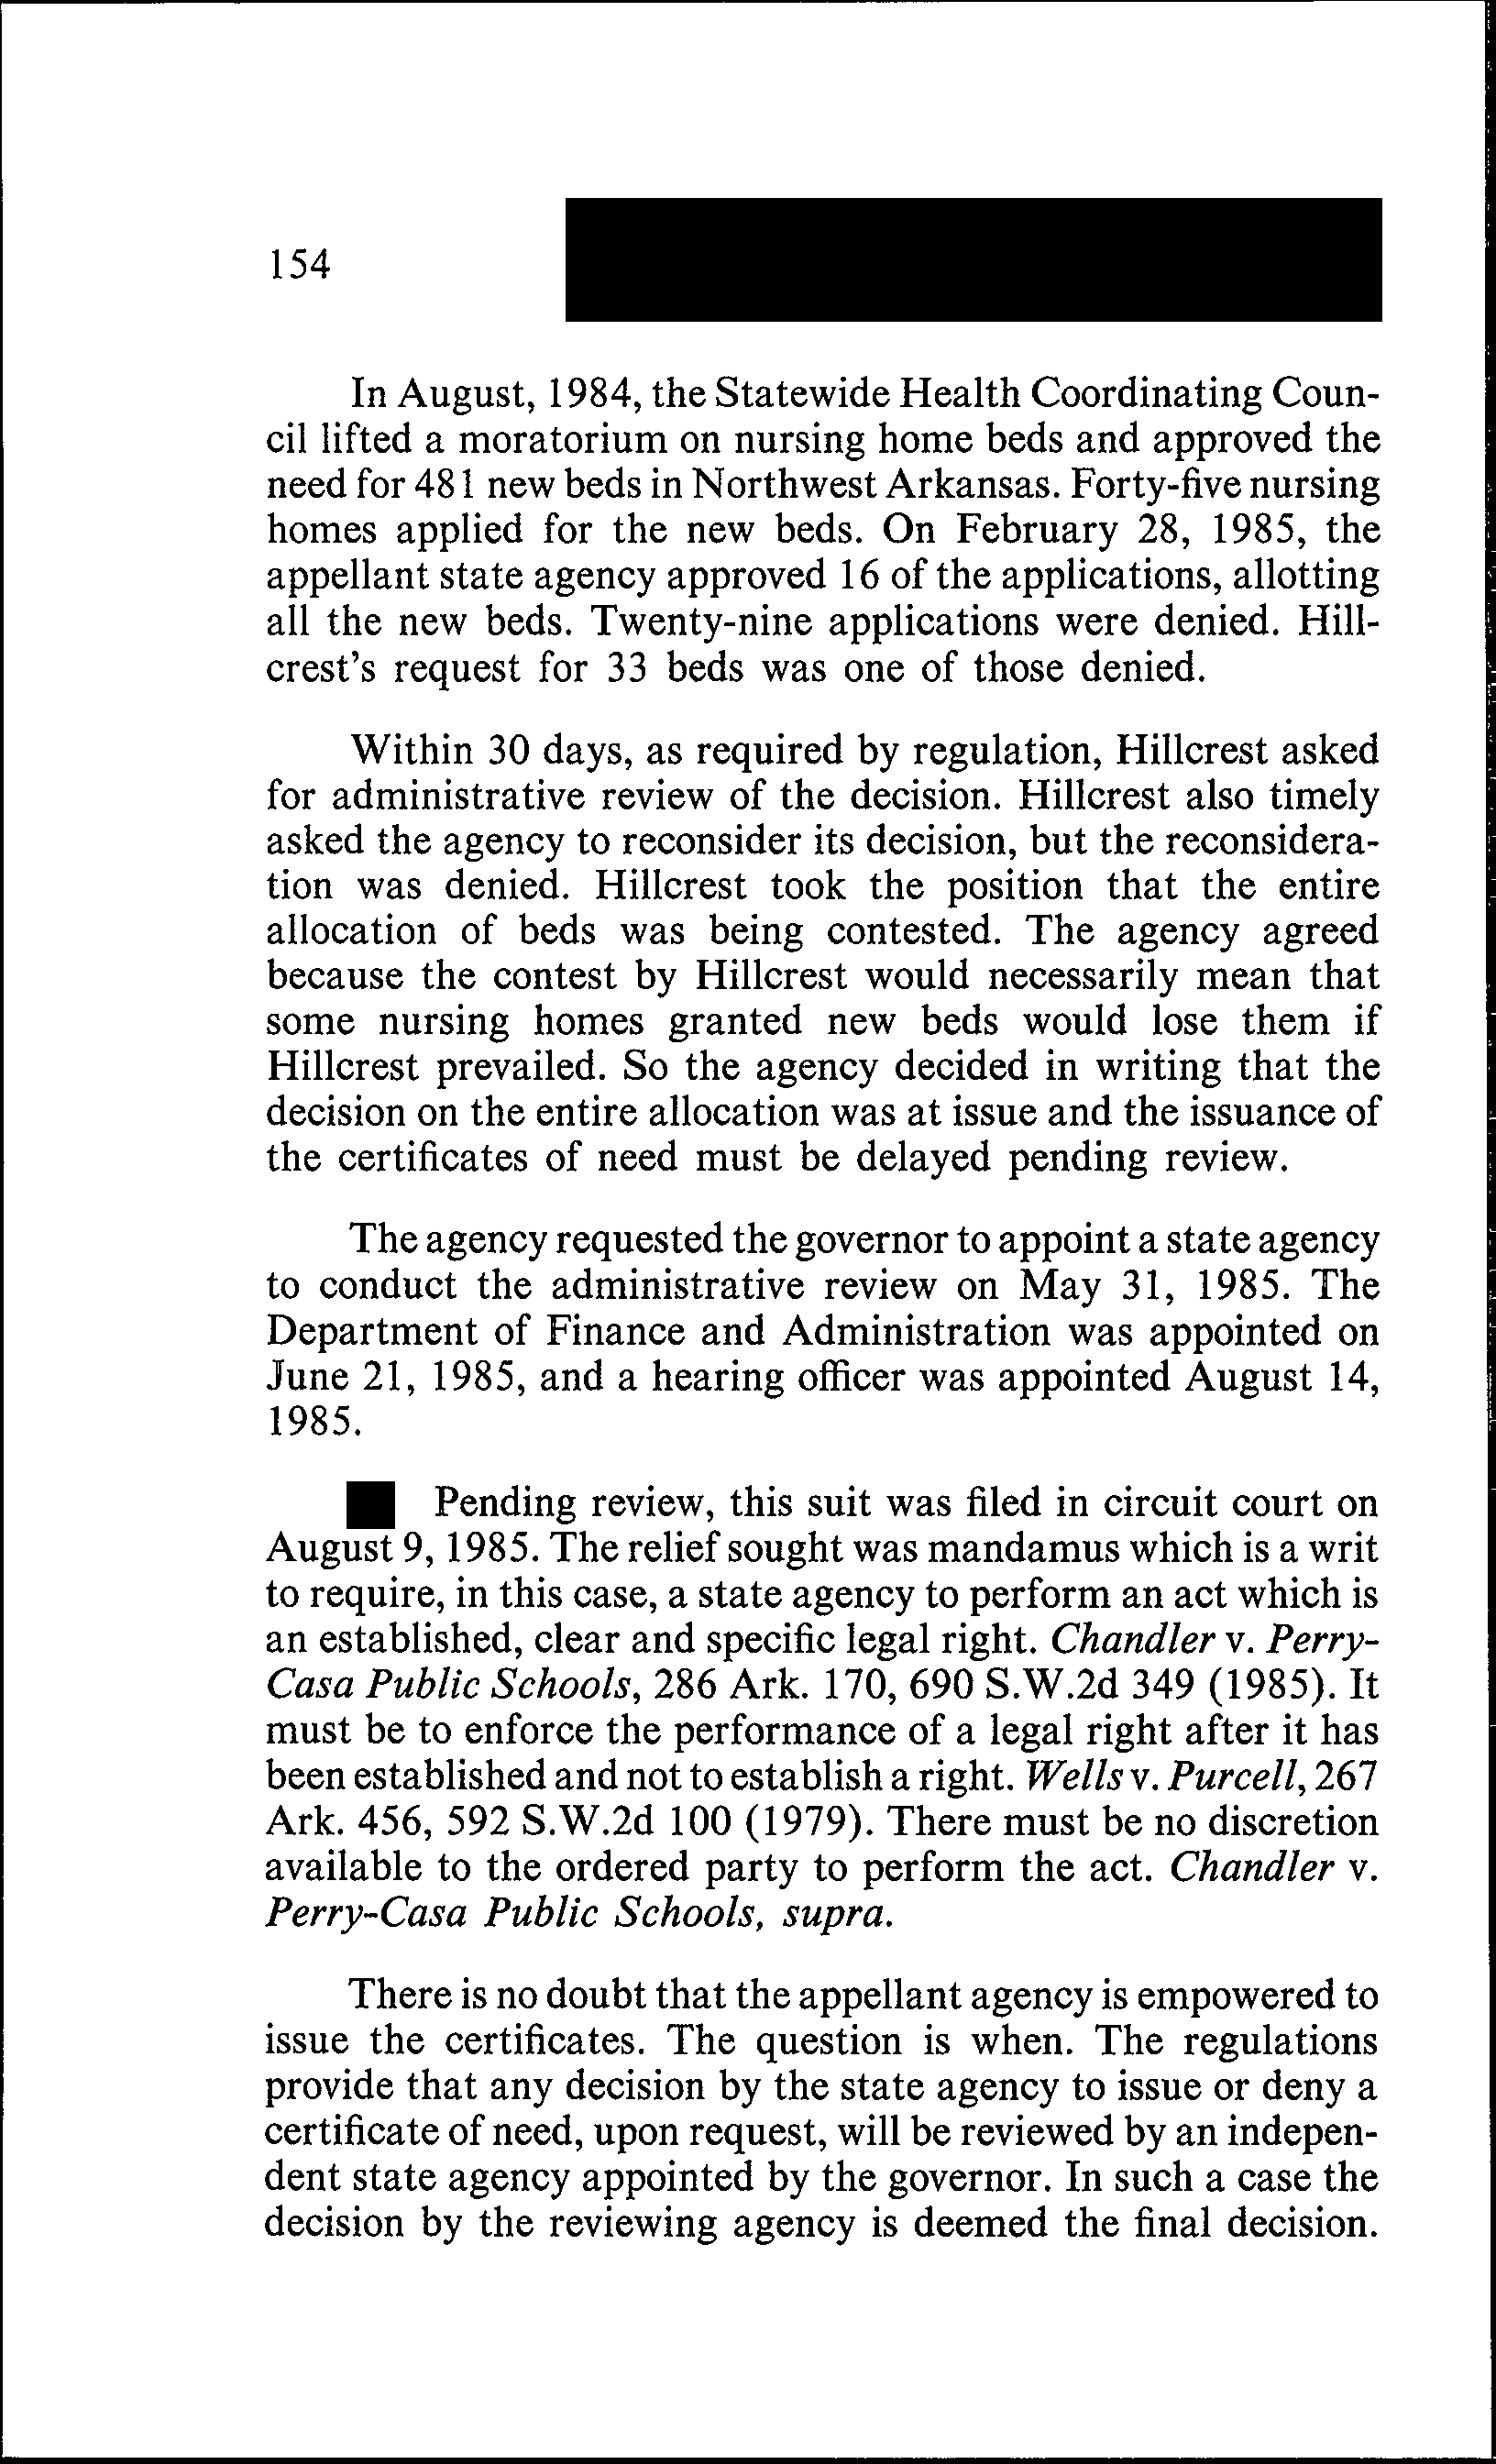 154
In August, 1984, the Statewide Health Coordinating Coun-
cil lifted a moratorium on nursing home beds and approved the
need for 481 new beds in Northwest Arkansas. Forty-five nursing
homes applied for the new beds. On February 28, 1985, the
appellant state agency approved 16 of the applications, allotting
all the new beds. Twenty-nine applications were denied. Hill-
crest's request for 33 beds was one of those denied.
Within 30 days, as required by regulation, Hillcrest asked
for administrative review of the decision. Hillcrest also timely
asked the agency to reconsider its decision, but the reconsidera-
tion was denied. Hillcrest took the position that the entire
allocation of beds was being contested. The agency agreed
because the contest by Hillcrest would necessarily mean that
some nursing homes granted new beds would lose them if
Hillcrest prevailed. So the agency decided in writing that the
decision on the entire allocation was at issue and the issuance of
the certificates of need must be delayed pending review.
The agency requested the governor to appoint a state agency
to conduct the administrative review on May 31, 1985. The
Department of Finance and Administration was appointed on
June 21, 1985, and a hearing officer was appointed August 14,
1985.
Pending review, this suit was filed in circuit court on
August 9, 1985. The relief sought was mandamus which is a writ
to require, in this case, a state agency to perform an act which is
an established, clear and specific legal right. Chandler v. Perry-
Casa Public Schools, 286 Ark. 170, 690 S.W.2d 349 (1985). It
must be to enforce the performance of a legal right after it has
been established and not to establish a right. Wells v. Purcell, 267
Ark. 456, 592 S.W.2d 100 (1979). There must be no discretion
available to the ordered party to perform the act. Chandler v.
Perry-Casa Public Schools, supra.
There is no doubt that the appellant agency is empowered to
issue the certificates. The question is when. The regulations
provide that any decision by the state agency to issue or deny a
certificate of need, upon request, will be reviewed by an indepen-
dent state agency appointed by the governor. In such a case the
decision by the reviewing agency is deemed the final decision.